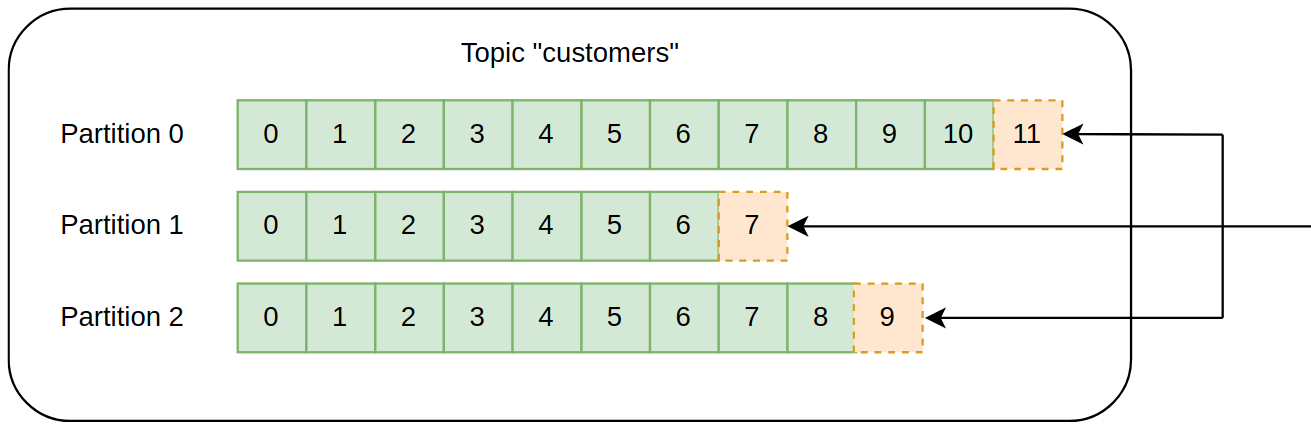 Topic "customers"
Partition 0 0 1 2 3 4 5 6 7 8 9 10 11
Partition 1 0 1 2 3 4 5 6 7
Partition 2 0 1 2 3 4 5 6 7 8 9